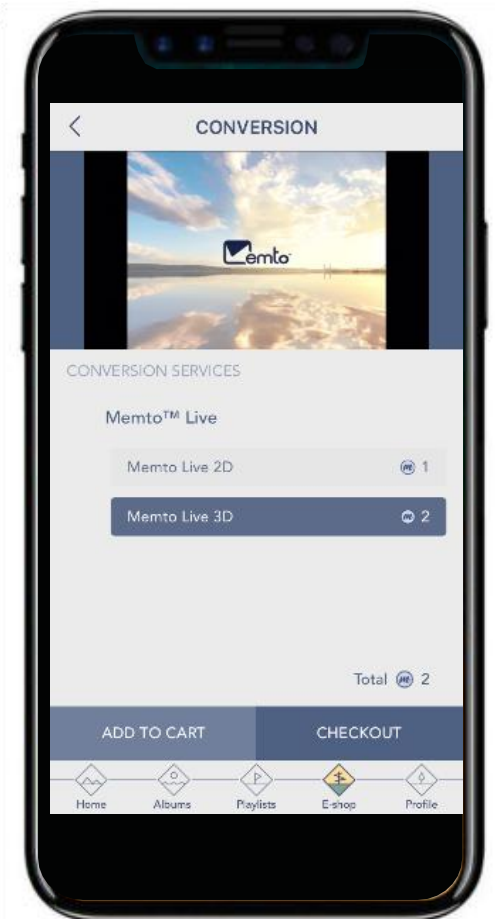 CONVERSION
Memto
CONVERSION SERVICES
Memto™ Live
Memto Live 2D 1
Memto Live 3D 2
Total 2
ADD TO CART CHECKOUT
Home Albums Playlists E-shop Profile